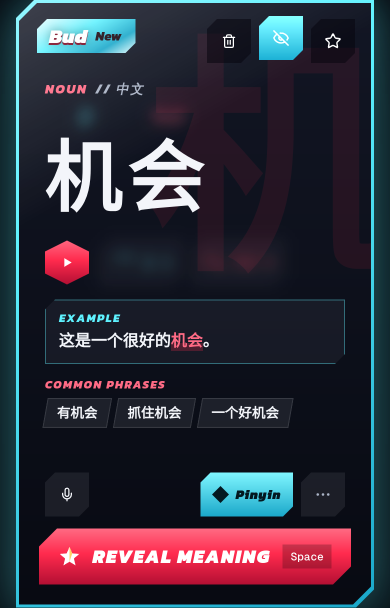 Bud New
NOUN // 中文
机会
EXAMPLE
这是一个很好的机会。
COMMON PHRASES
有机会 抓住机会 一个好机会
Pinyin
REVEAL MEANING Space